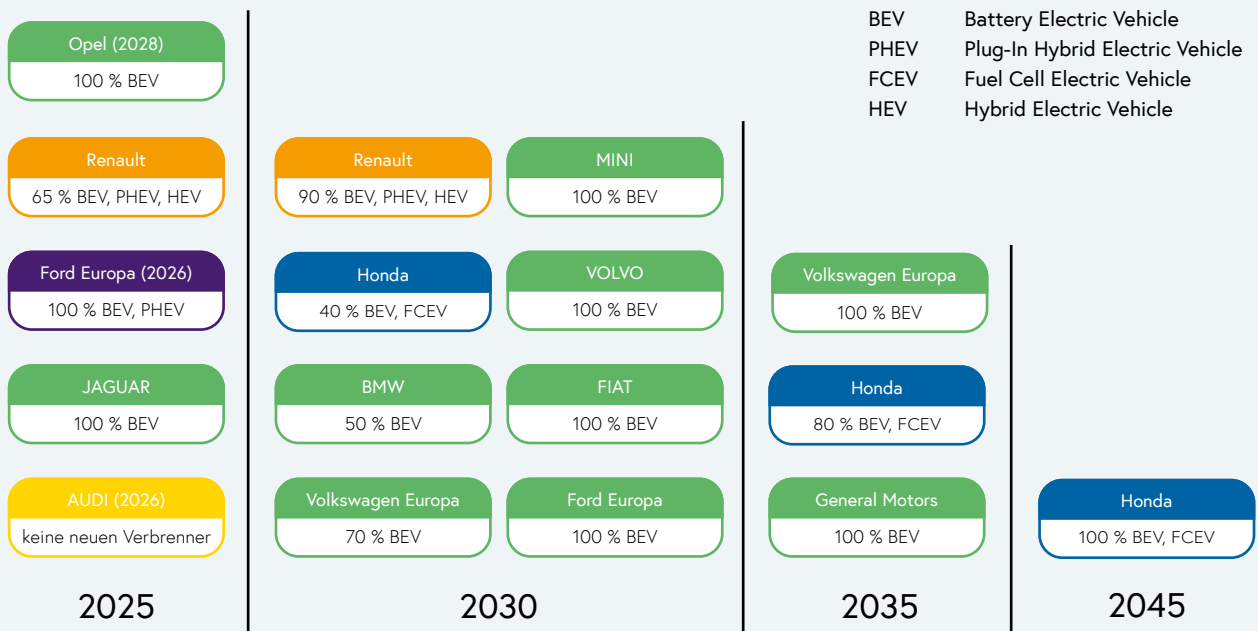 BEV Battery Electric Vehicle
PHEV Plug-In Hybrid Electric Vehicle
FCEV Fuel Cell Electric Vehicle
HEV Hybrid Electric Vehicle
Opel (2028)
100 % BEV
Renault
65 % BEV, PHEV, HEV
Ford Europa (2026)
100 % BEV, PHEV
JAGUAR
100 % BEV
AUDI (2026)
keine neuen Verbrenner
2025
Renault
90 % BEV, PHEV, HEV
Honda
40 % BEV, FCEV
BMW
50 % BEV
Volkswagen Europa
70 % BEV
MINI
100 % BEV
VOLVO
100 % BEV
FIAT
100 % BEV
Ford Europa
100 % BEV
2030
Volkswagen Europa
100 % BEV
Honda
80 % BEV, FCEV
General Motors
100 % BEV
2035
Honda
100 % BEV, FCEV
2045